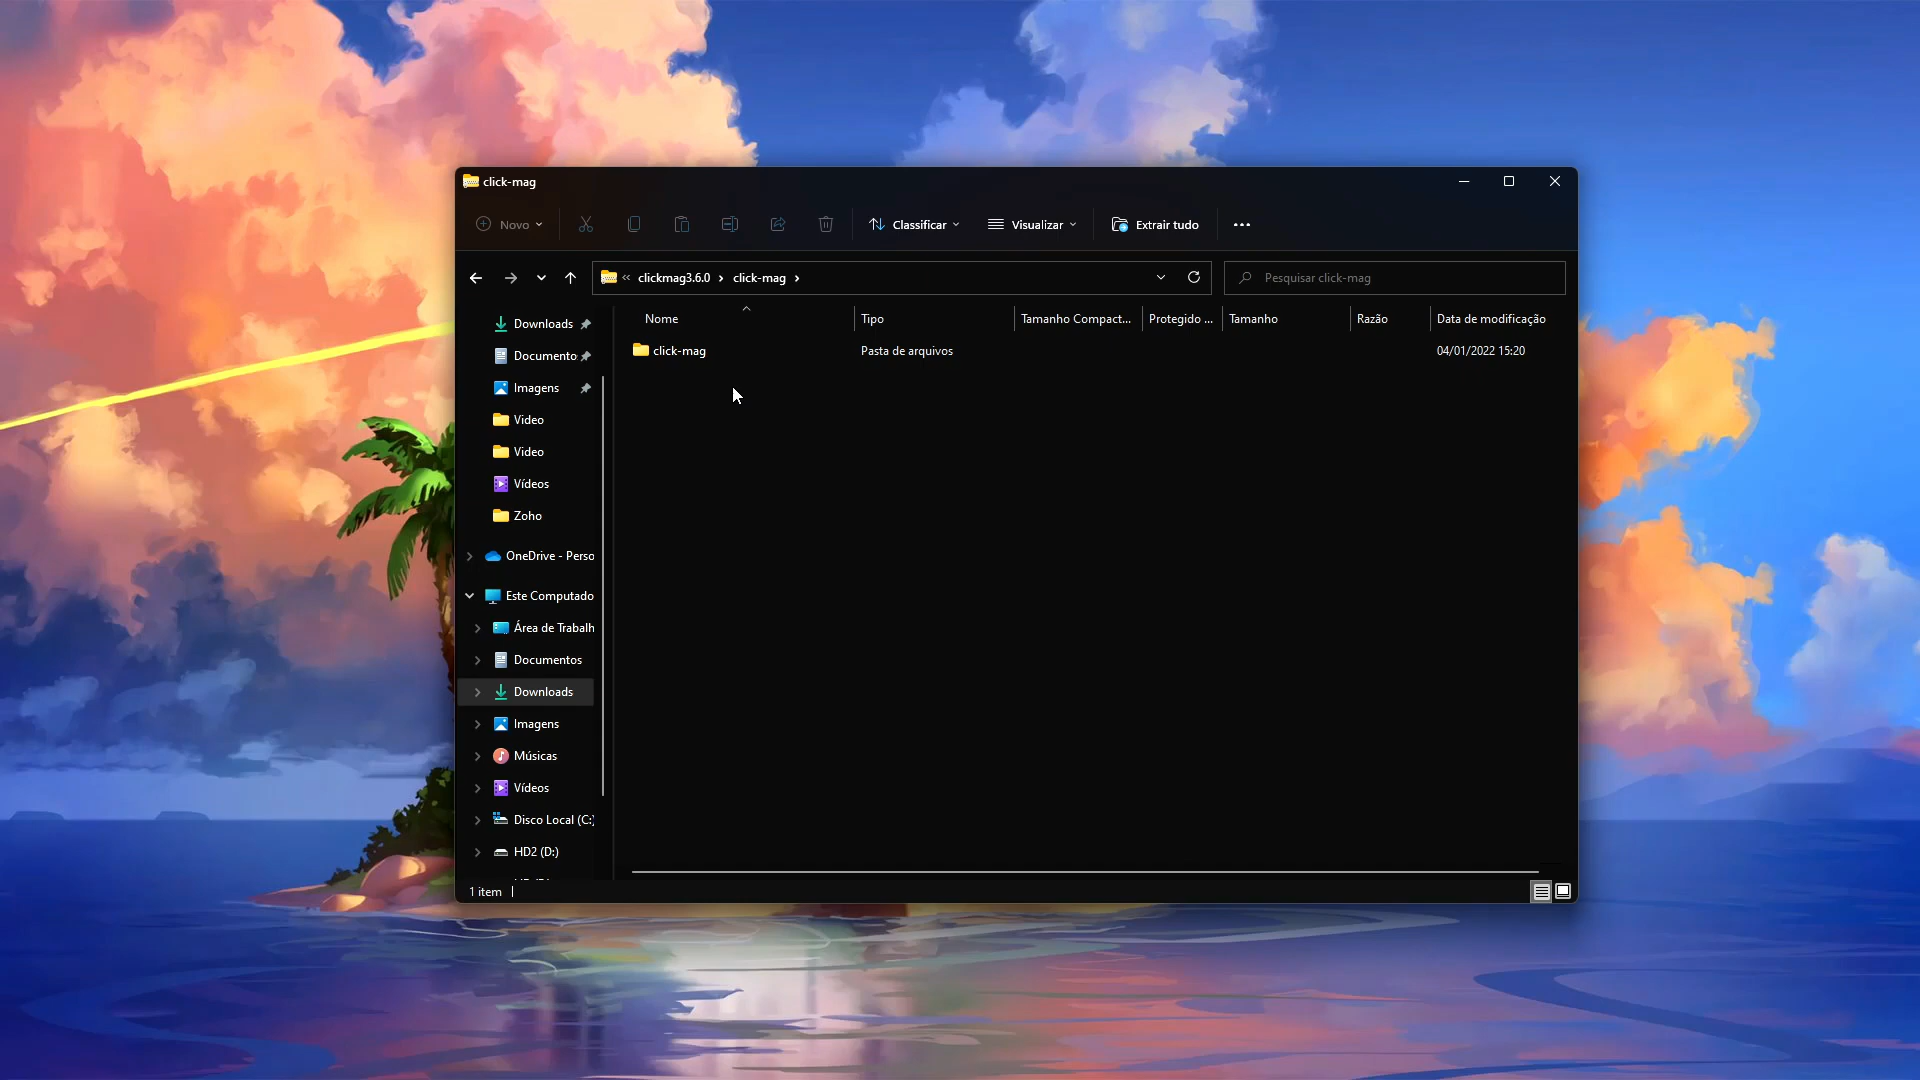 click-mag
Novo
Classificar
Visualizar
Extrair tudo
«
clickmag3.6.0 › click-mag ›
Pesquisar click-mag
Nome
Tipo
Tamanho Compact...
Protegido ...
Tamanho
Razão
Data de modificação
click-mag
Pasta de arquivos
04/01/2022 15:20
Downloads
Documento
Imagens
Video
Video
Vídeos
Zoho
OneDrive - Perso
Este Computado
Área de Trabalh
Documentos
Downloads
Imagens
Músicas
Vídeos
Disco Local (C:)
HD2 (D:)
1 item